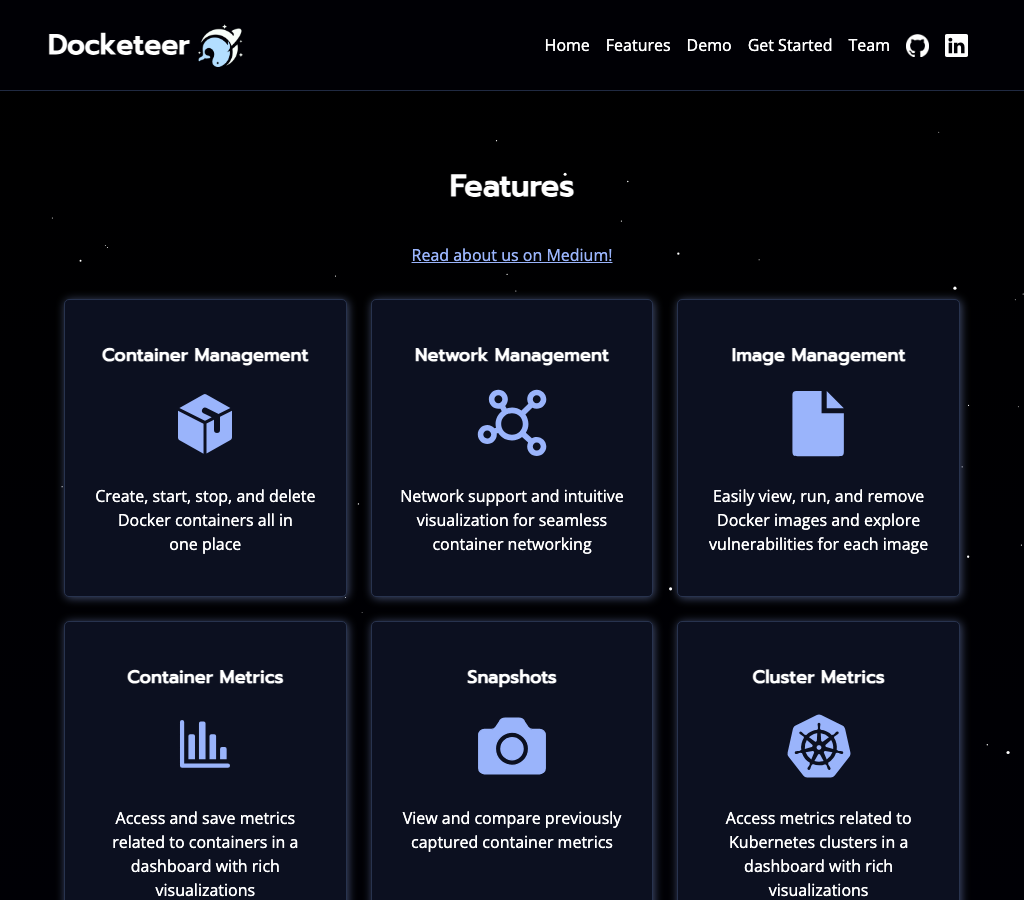 Docketeer
Home Features Demo Get Started Team
Features
Read about us on Medium!
Container Management
Create, start, stop, and delete
Docker containers all in
one place
Network Management
Network support and intuitive
visualization for seamless
container networking
Image Management
Easily view, run, and remove
Docker images and explore
vulnerabilities for each image
Container Metrics
Access and save metrics
related to containers in a
dashboard with rich
visualizations
Snapshots
View and compare previously
captured container metrics
Cluster Metrics
Access metrics related to
Kubernetes clusters in a
dashboard with rich
visualizations